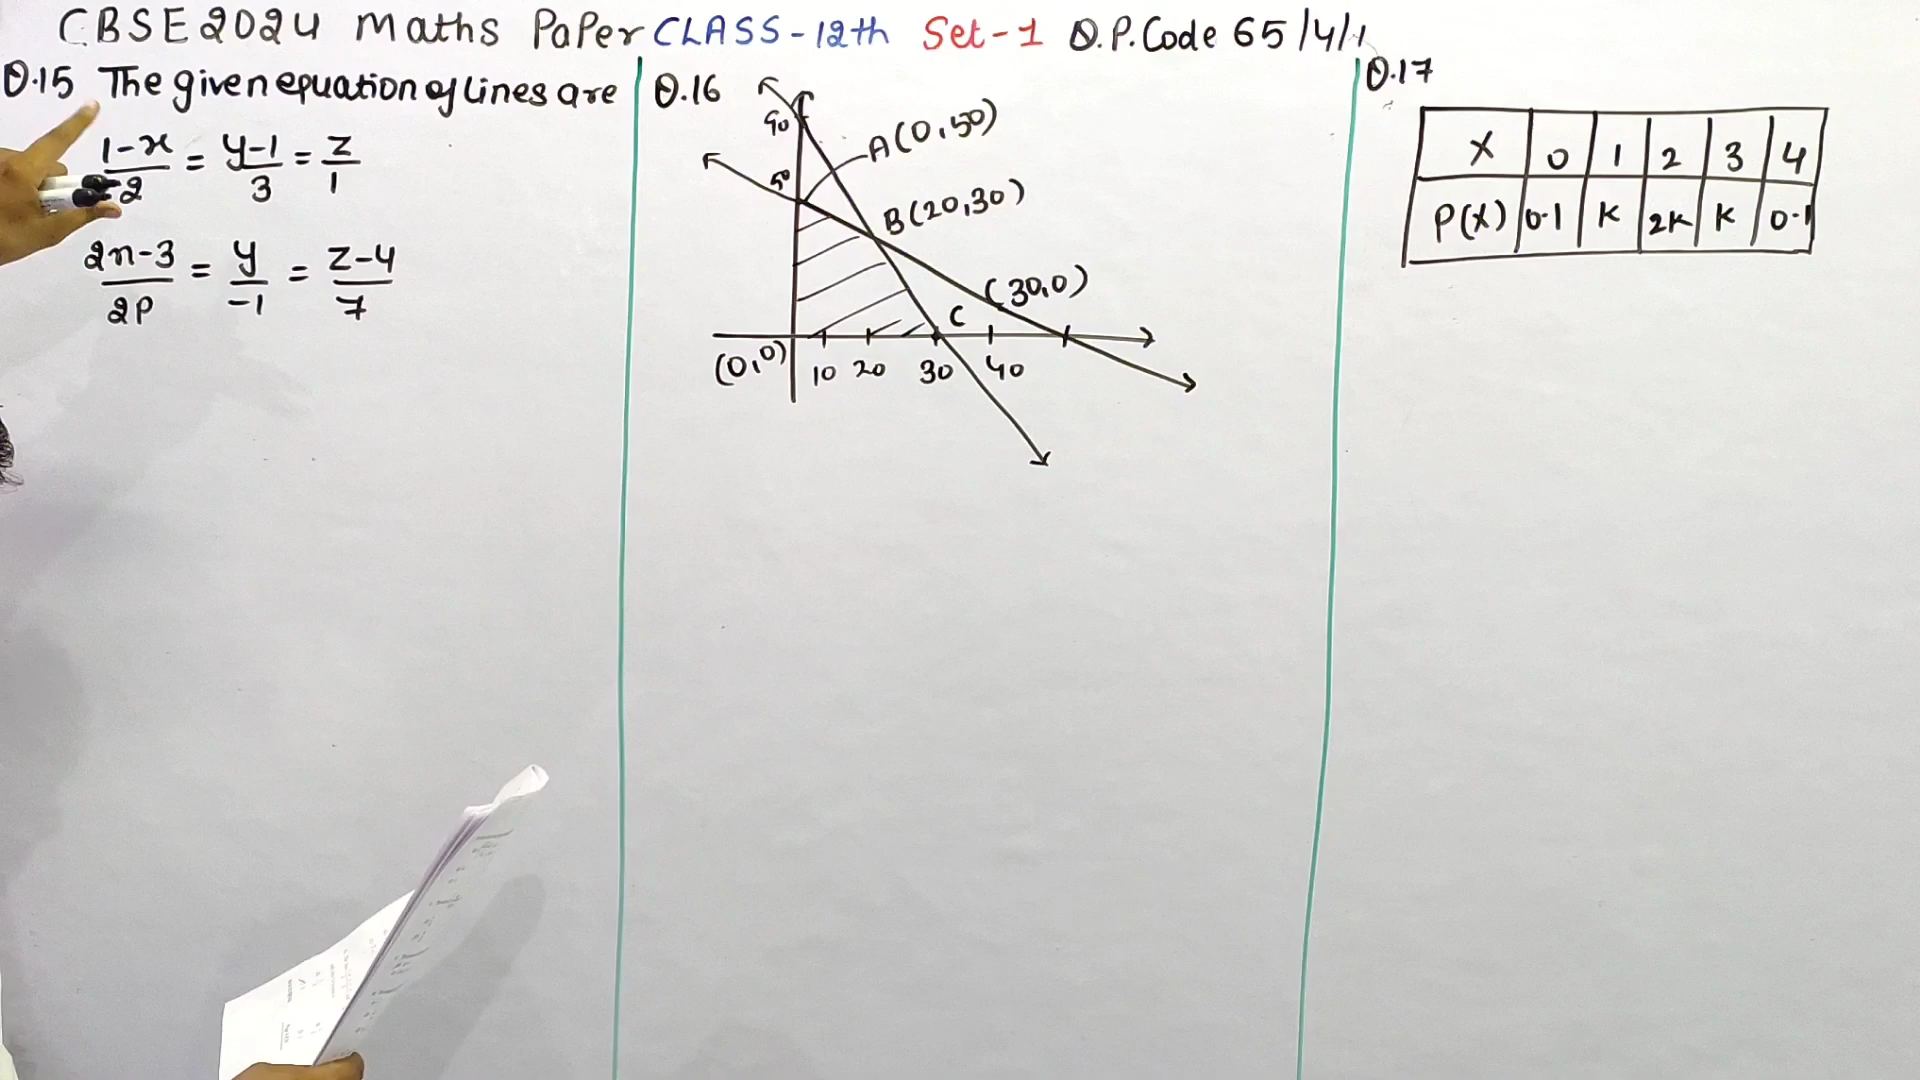 CBSE 2024 Maths PaPer CLASS-12th Set-1 Q.P.Code 65/4/1
Q.15 The given equation of lines are
1-x/2 = y-1/3 = z/1
2n-3/2P = y/-1 = z-4/7
Q.16
90
50
A(0,50)
B(20,30)
C (30,0)
(0,0) 10 20 30 40
Q.17
X 0 1 2 3 4
P(X) 0.1 K 2K K 0.1